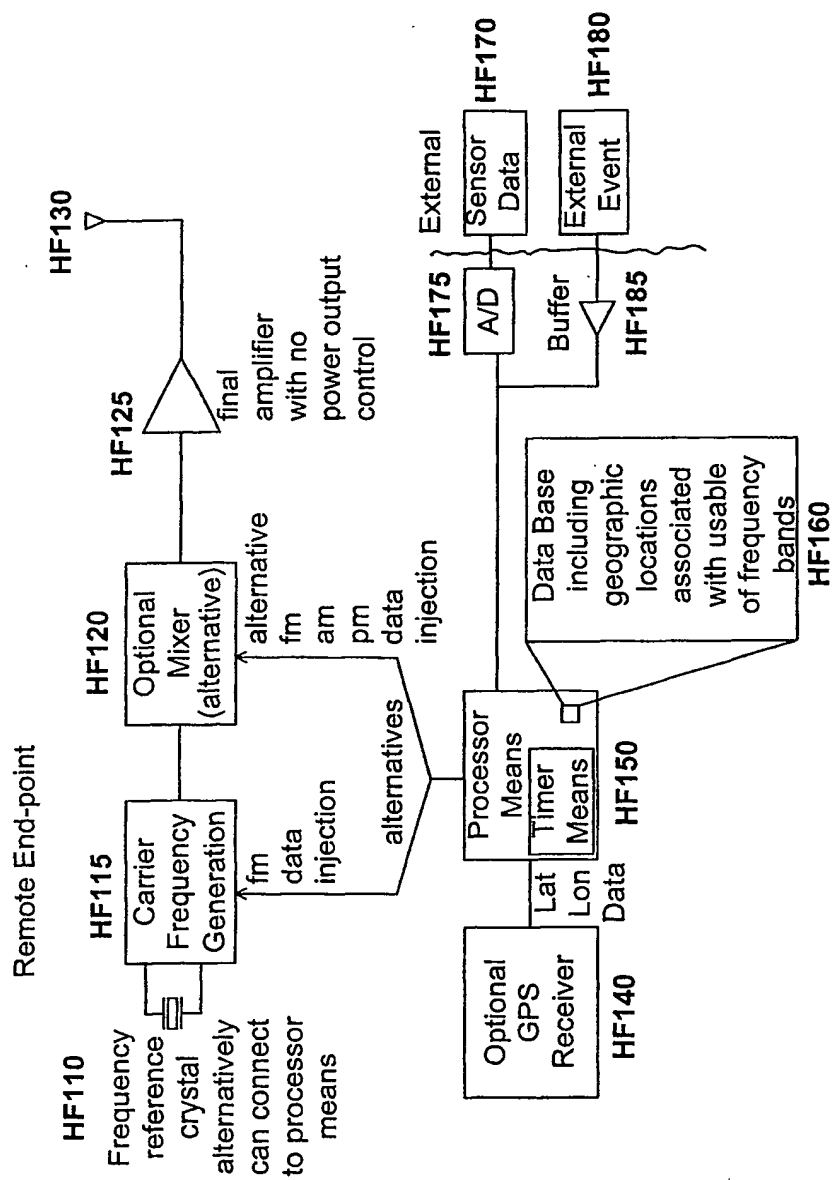 Remote End-point
HF110
Frequency
reference
crystal
alternatively
can connect
to processor
means
HF115
Carrier
Frequency
Generation
HF120
Optional
Mixer
(alternative)
HF125
final
amplifier
with no
power output
control
HF130
fm
data
injection
alternatives
alternative
fm
am
pm
data
injection
Optional
GPS
Receiver
HF140
Lat
Lon
Data
Processor
Means
Timer
Means
HF150
Data Base
including
geographic
locations
associated
with usable
of frequency
bands
HF160
HF175
A/D
Buffer
HF185
External
Sensor
Data
HF170
External
Event
HF180